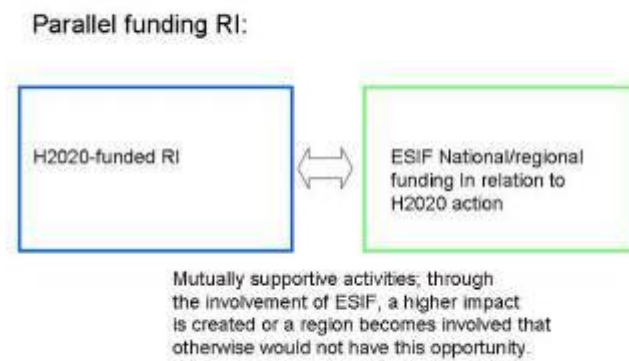 Parallel funding RI:
H2020-funded RI
ESIF National/regional
funding In relation to
H2020 action
Mutually supportive activities; through
the involvement of ESIF, a higher impact
is created or a region becomes involved that
otherwise would not have this opportunity.